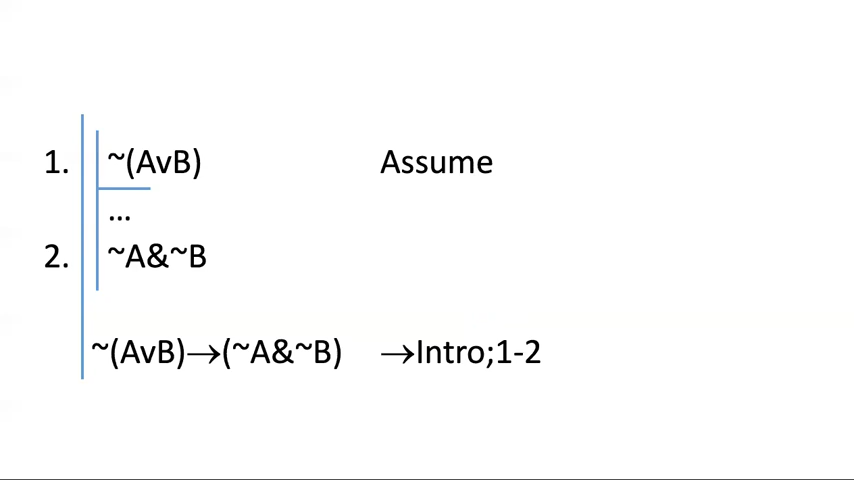 1. ~(AvB) Assume
...
2. ~A&~B
~(AvB)→(~A&~B) →Intro;1-2